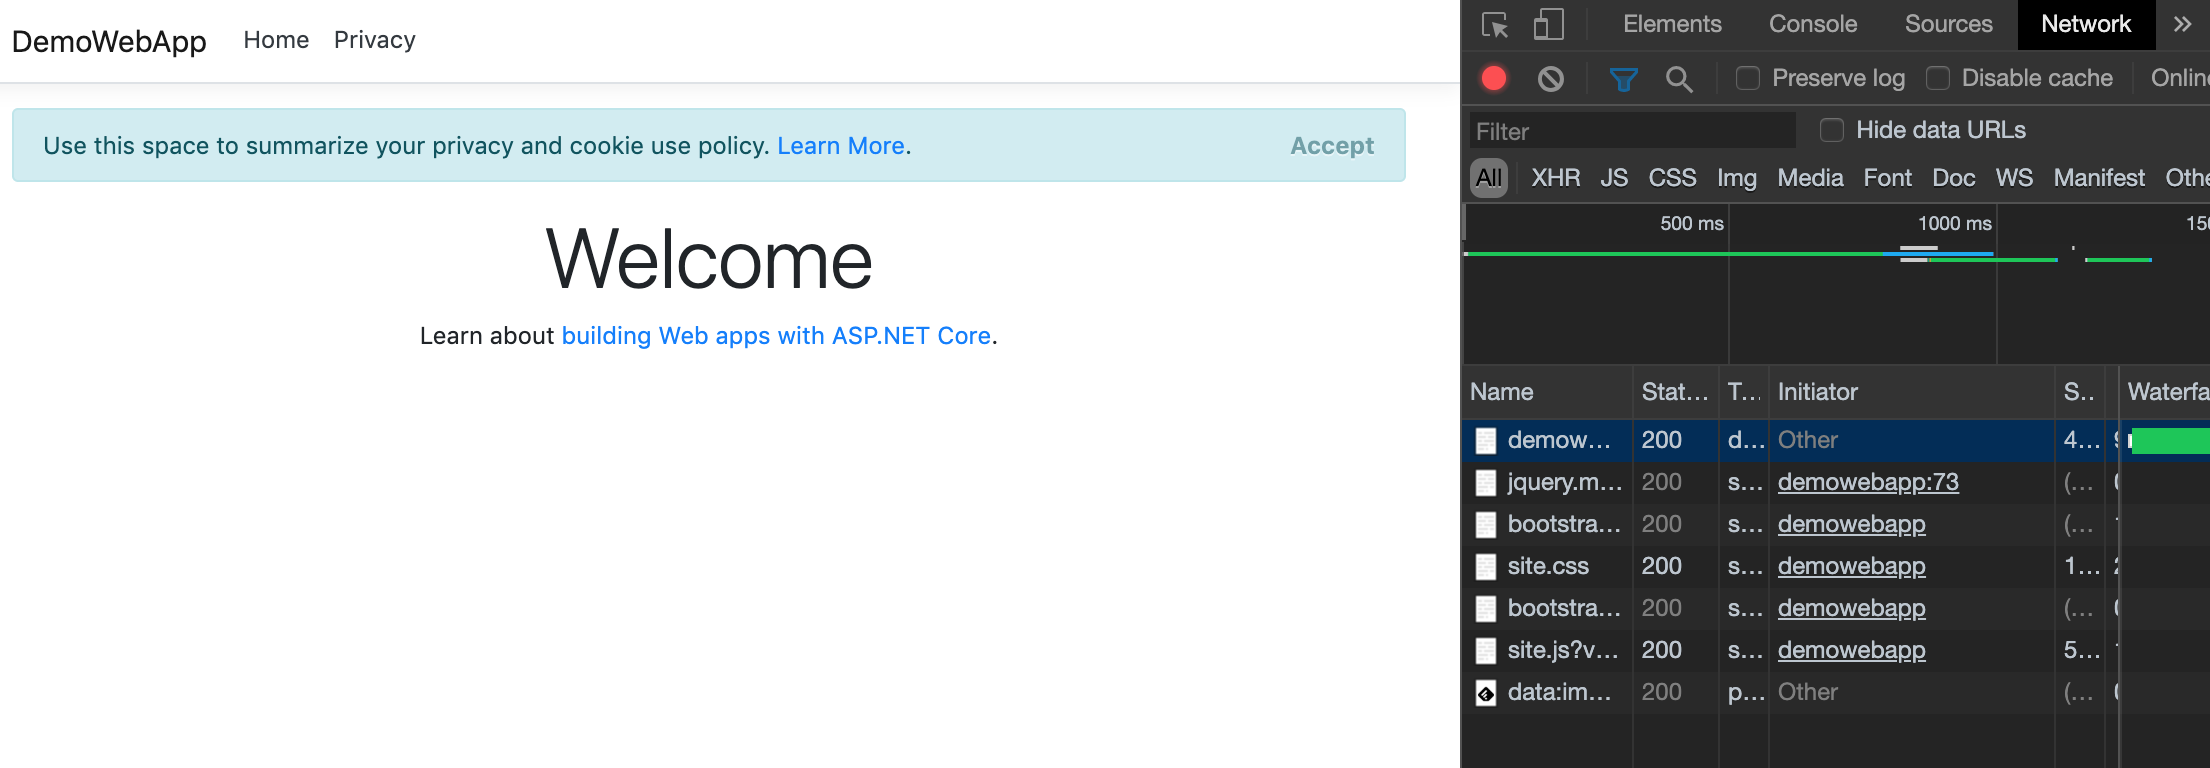 DemoWebApp Home Privacy
Use this space to summarize your privacy and cookie use policy. Learn More. Accept
Welcome
Learn about building Web apps with ASP.NET Core.
Elements Console Sources Network »
Preserve log Disable cache Onlin
Filter Hide data URLs
All XHR JS CSS Img Media Font Doc WS Manifest Othe
500 ms 1000 ms 150
Name Stat... T... Initiator S.. Waterfa
demow... 200 d... Other 4...
jquery.m... 200 s... demowebapp:73 (...
bootstra... 200 s... demowebapp (...
site.css 200 s... demowebapp 1...
bootstra... 200 s... demowebapp (...
site.js?v... 200 s... demowebapp 5...
data:im... 200 p... Other (...